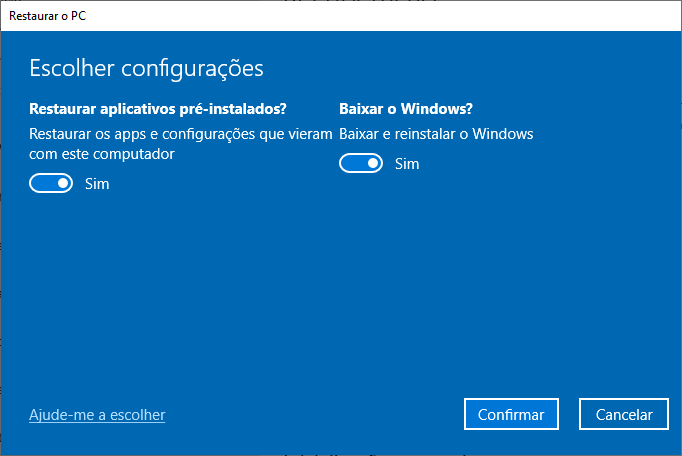 Restaurar o PC
Escolher configurações
Restaurar aplicativos pré-instalados?
Restaurar os apps e configurações que vieram
com este computador
Sim
Baixar o Windows?
Baixar e reinstalar o Windows
Sim
Ajude-me a escolher
Confirmar
Cancelar